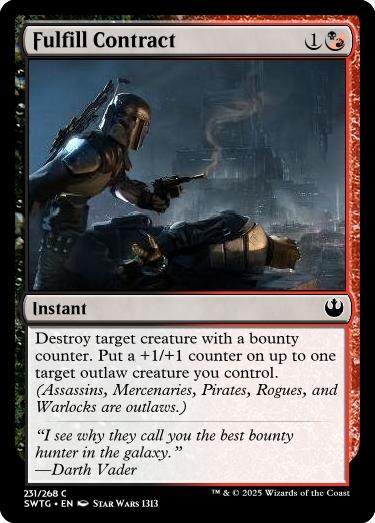 Fulfill Contract 1
Instant
Destroy target creature with a bounty
counter. Put a +1/+1 counter on up to one
target outlaw creature you control.
(Assassins, Mercenaries, Pirates, Rogues, and
Warlocks are outlaws.)
“I see why they call you the best bounty
hunter in the galaxy.”
—Darth Vader
231/268 C
SWTG • EN Star Wars 1313
™ & © 2025 Wizards of the Coast